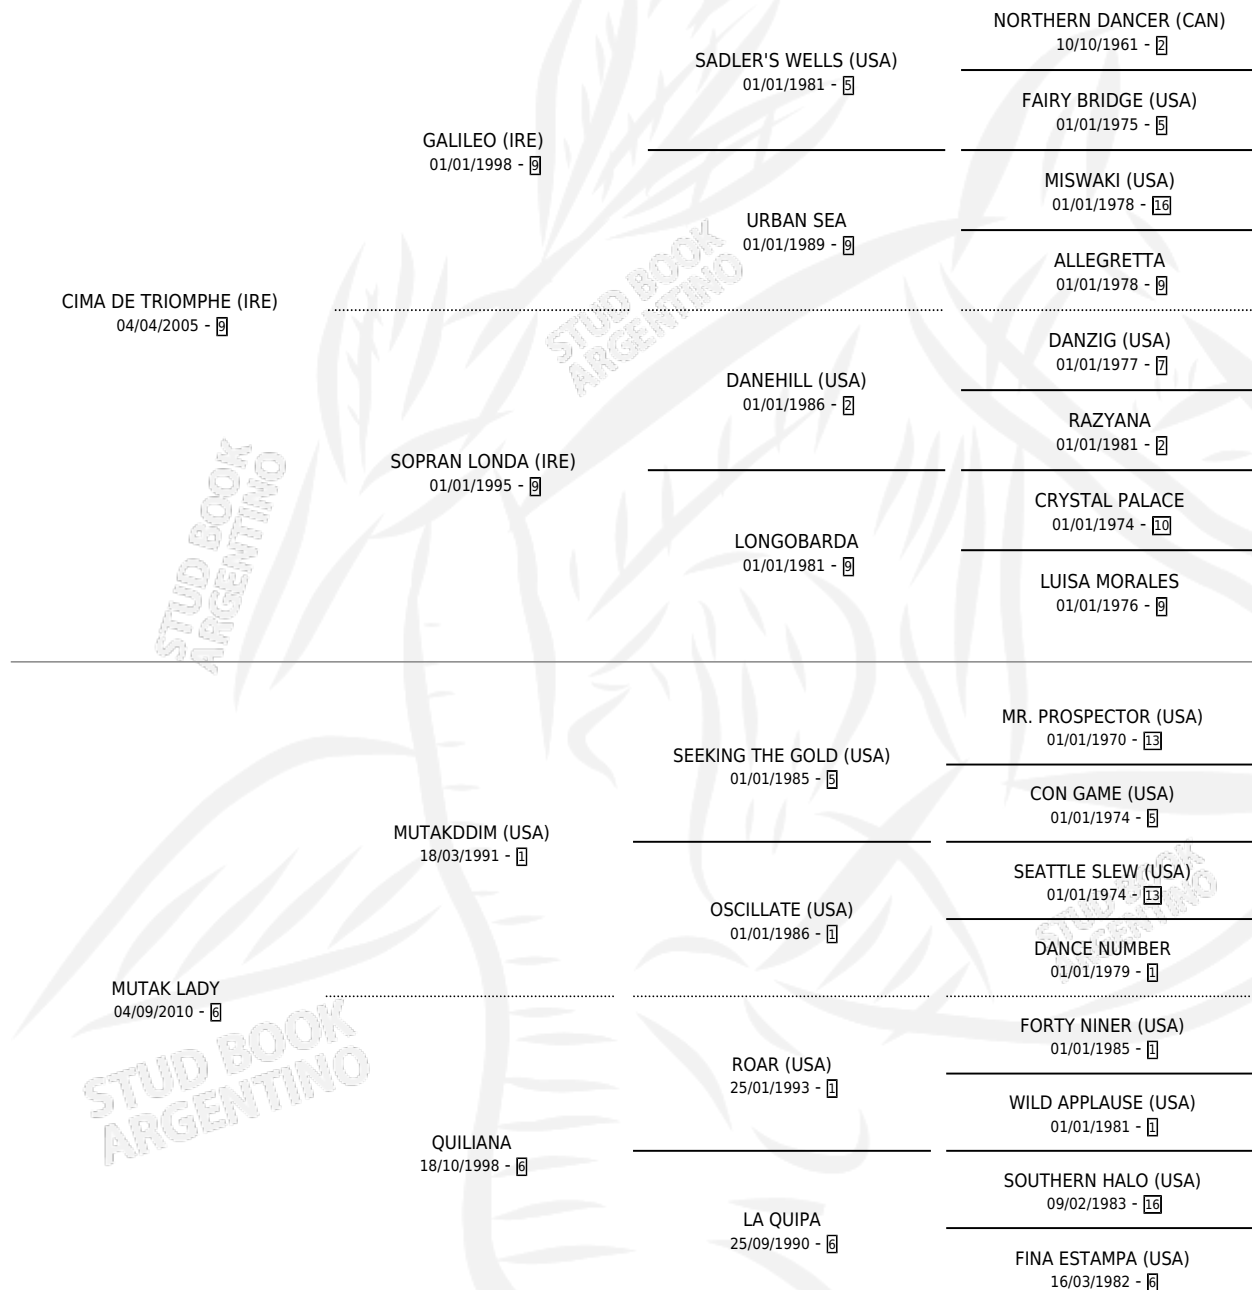 NORTHERN DANCER (CAN)
10/10/1961 - 2
SADLER'S WELLS (USA)
01/01/1981 - 5
FAIRY BRIDGE (USA)
01/01/1975 - 5
GALILEO (IRE)
01/01/1998 - 9
MISWAKI (USA)
01/01/1978 - 16
URBAN SEA
01/01/1989 - 9
ALLEGRETTA
01/01/1978 - 9
CIMA DE TRIOMPHE (IRE)
04/04/2005 - 9
STUD BOOK
ARGENTINO
DANZIG (USA)
01/01/1977 - 7
DANEHILL (USA)
01/01/1986 - 2
RAZYANA
01/01/1981 - 2
SOPRAN LONDA (IRE)
01/01/1995 - 9
CRYSTAL PALACE
01/01/1974 - 10
LONGOBARDA
01/01/1981 - 9
LUISA MORALES
01/01/1976 - 9
STUD BOOK
ARGENTINO
MR. PROSPECTOR (USA)
01/01/1970 - 13
SEEKING THE GOLD (USA)
01/01/1985 - 5
CON GAME (USA)
01/01/1974 - 5
MUTAKDDIM (USA)
18/03/1991 - 1
SEATTLE SLEW (USA)
01/01/1974 - 13
OSCILLATE (USA)
01/01/1986 - 1
STUD BOOK
ARGENTINO
DANCE NUMBER
01/01/1979 - 1
MUTAK LADY
04/09/2010 - 6
STUD BOOK
ARGENTINO
FORTY NINER (USA)
01/01/1985 - 1
ROAR (USA)
25/01/1993 - 1
WILD APPLAUSE (USA)
01/01/1981 - 1
QUILIANA
18/10/1998 - 6
SOUTHERN HALO (USA)
09/02/1983 - 16
LA QUIPA
25/09/1990 - 6
FINA ESTAMPA (USA)
16/03/1982 - 6